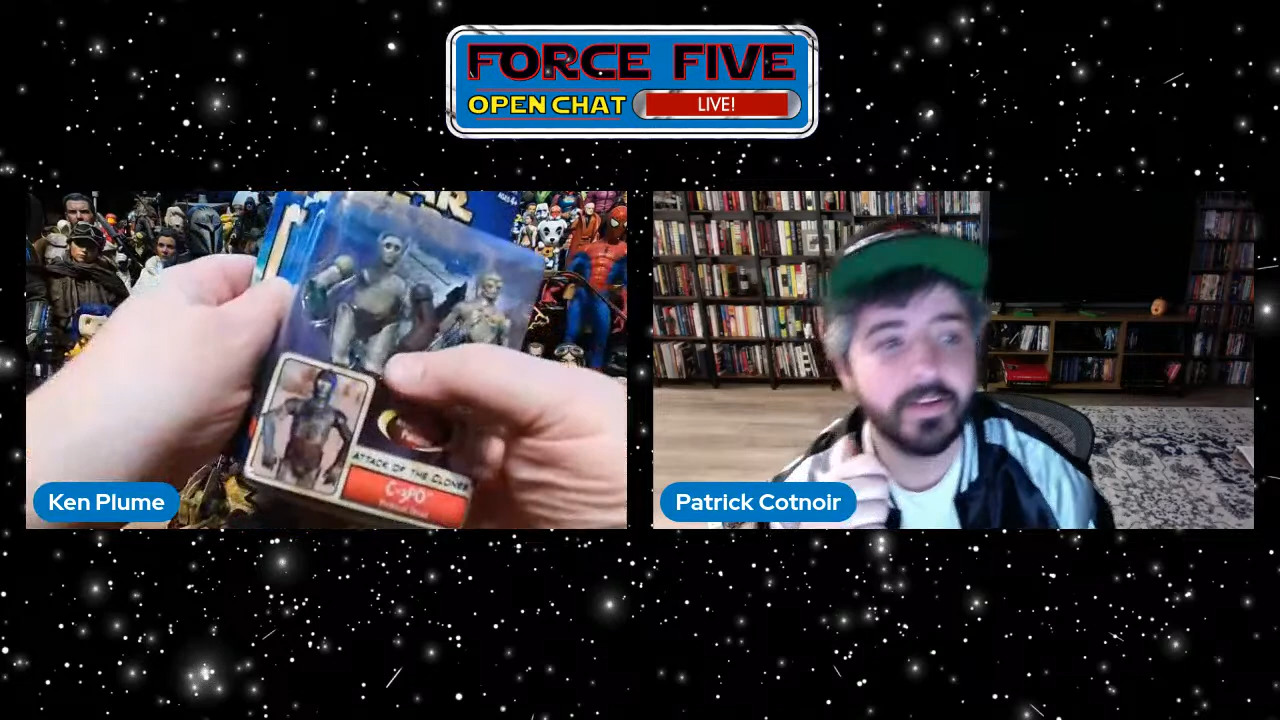 FORCE FIVE
OPEN CHAT
LIVE!
ATTACK OF THE CLONES
C-3PO
Ken Plume
Patrick Cotnoir